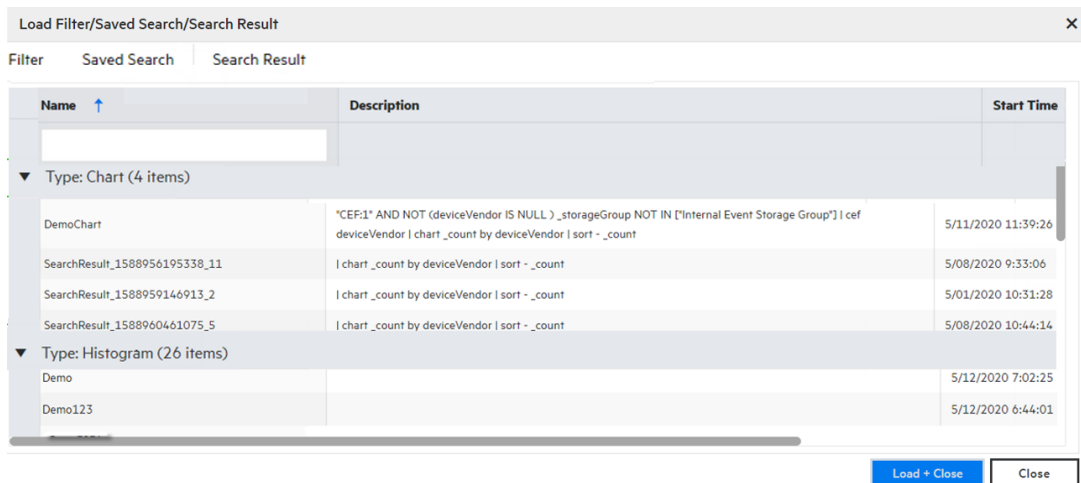 Load Filter/Saved Search/Search Result
Filter Saved Search Search Result
Name Description Start Time
Type: Chart (4 items)
DemoChart "CEF:1" AND NOT (deviceVendor IS NULL ) _storageGroup NOT IN ["Internal Event Storage Group"] | cef 5/11/2020 11:39:26
deviceVendor | chart _count by deviceVendor | sort - _count
SearchResult_1588956195338_11 | chart _count by deviceVendor | sort - _count 5/08/2020 9:33:06
SearchResult_1588959146913_2 | chart _count by deviceVendor | sort - _count 5/01/2020 10:31:28
SearchResult_1588960461075_5 | chart _count by deviceVendor | sort - _count 5/08/2020 10:44:14
Type: Histogram (26 items)
Demo 5/12/2020 7:02:25
Demo123 5/12/2020 6:44:01
Load + Close Close